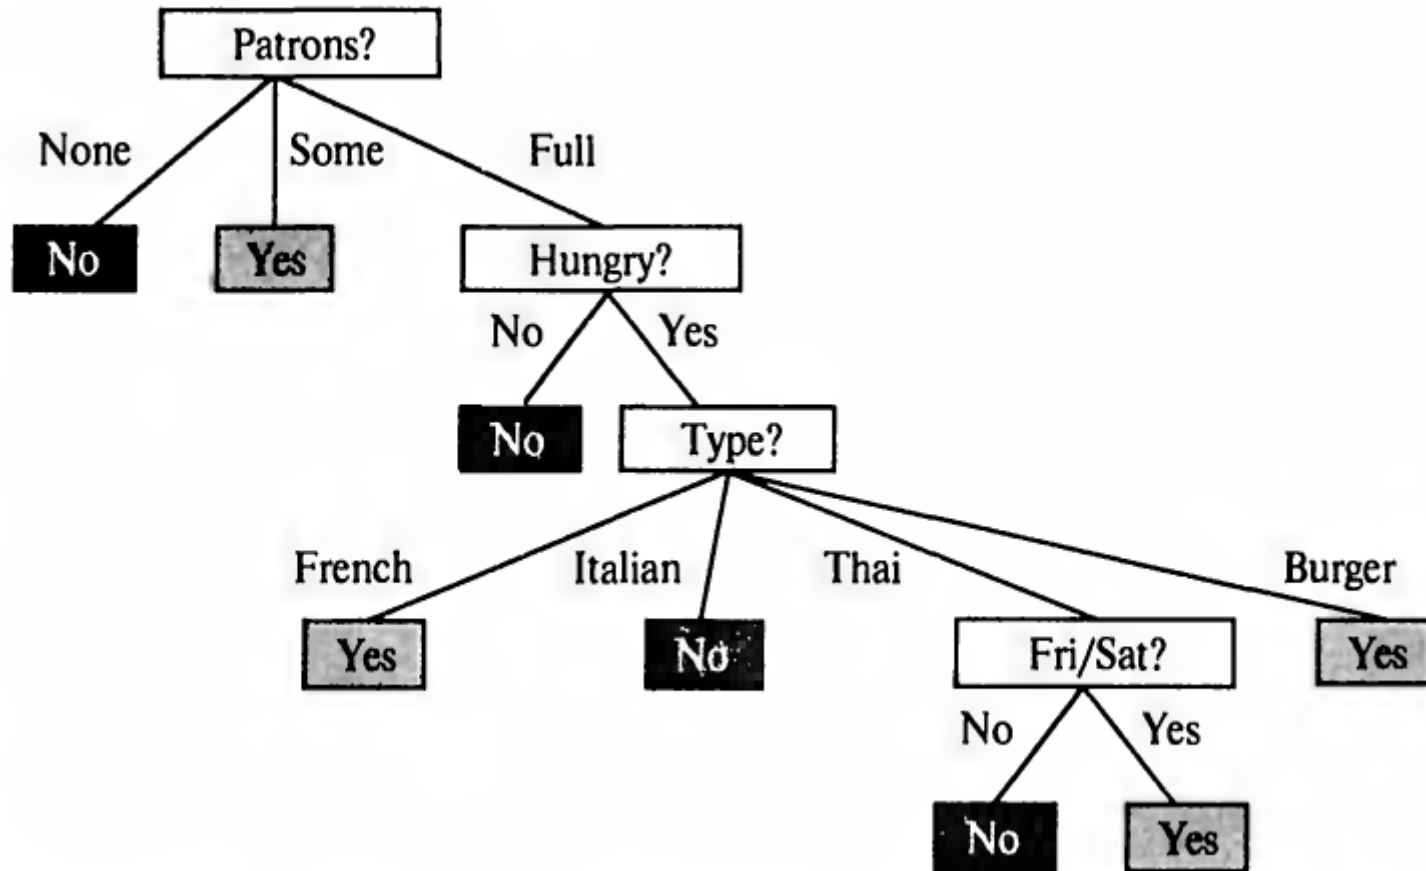 Patrons?
None Some Full
No Yes Hungry?
No Yes
No Type?
French Italian Thai Burger
Yes No Fri/Sat? Yes
No Yes
No Yes